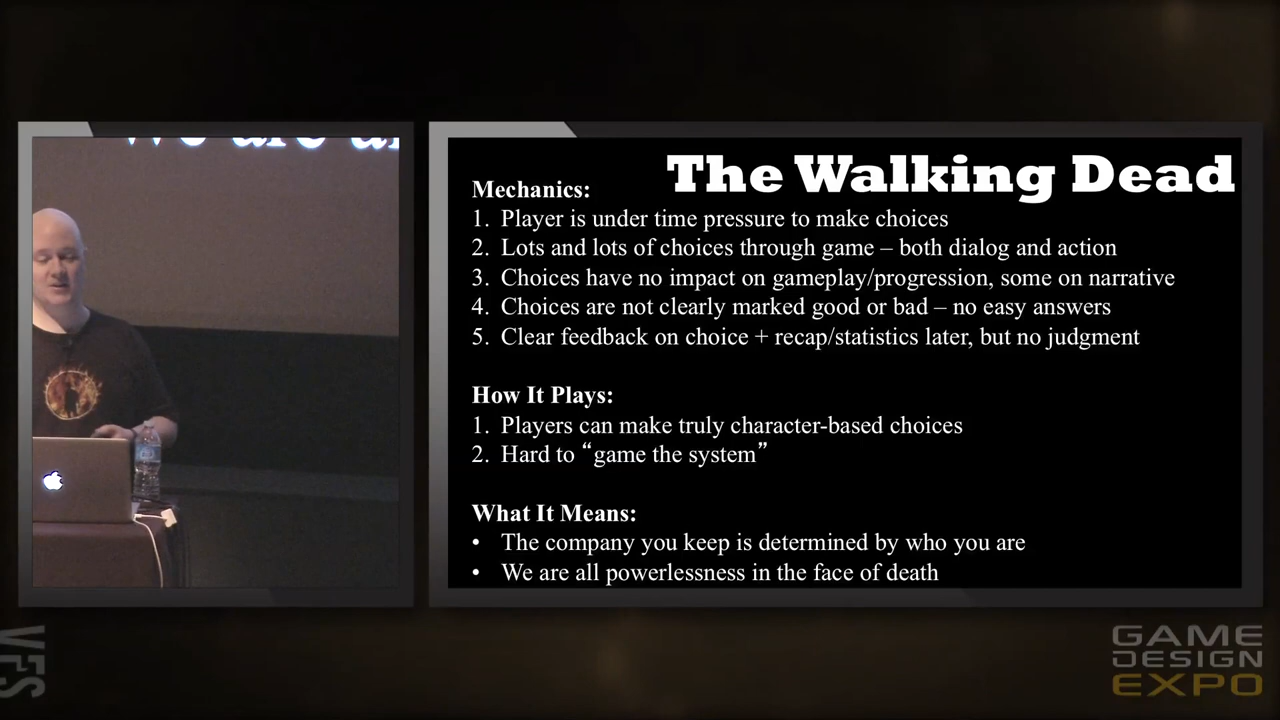 We are a
The Walking Dead
Mechanics:
1. Player is under time pressure to make choices
2. Lots and lots of choices through game – both dialog and action
3. Choices have no impact on gameplay/progression, some on narrative
4. Choices are not clearly marked good or bad – no easy answers
5. Clear feedback on choice + recap/statistics later, but no judgment
How It Plays:
1. Players can make truly character-based choices
2. Hard to “game the system”
What It Means:
• The company you keep is determined by who you are
• We are all powerlessness in the face of death
VFS
GAME
DESIGN
EXPO